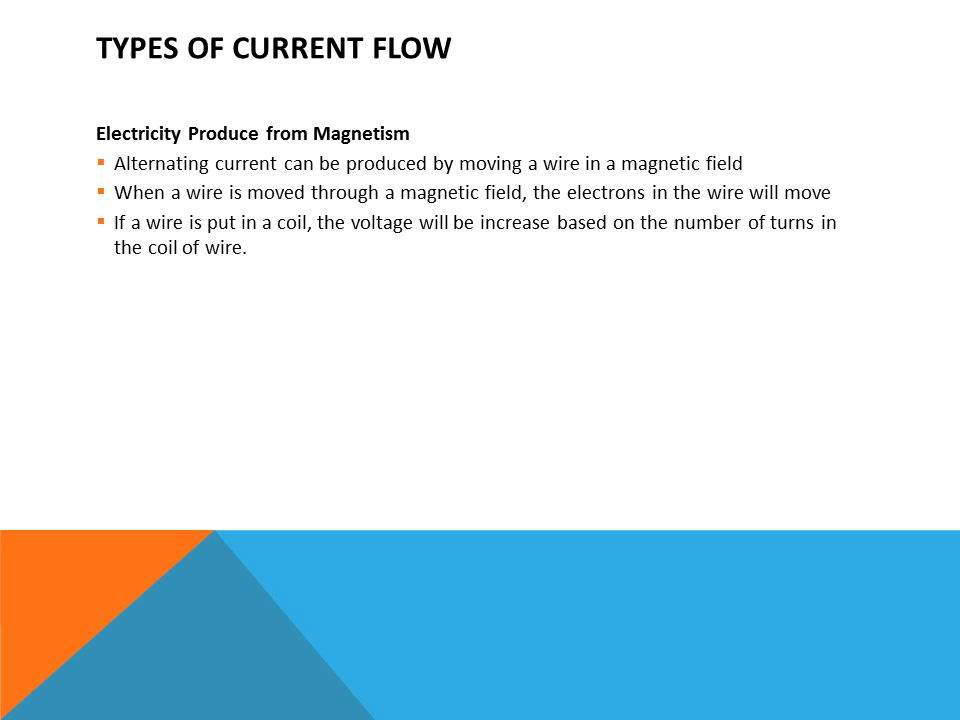 TYPES OF CURRENT FLOW
Electricity Produce from Magnetism
▪ Alternating current can be produced by moving a wire in a magnetic field
▪ When a wire is moved through a magnetic field, the electrons in the wire will move
▪ If a wire is put in a coil, the voltage will be increase based on the number of turns in
the coil of wire.